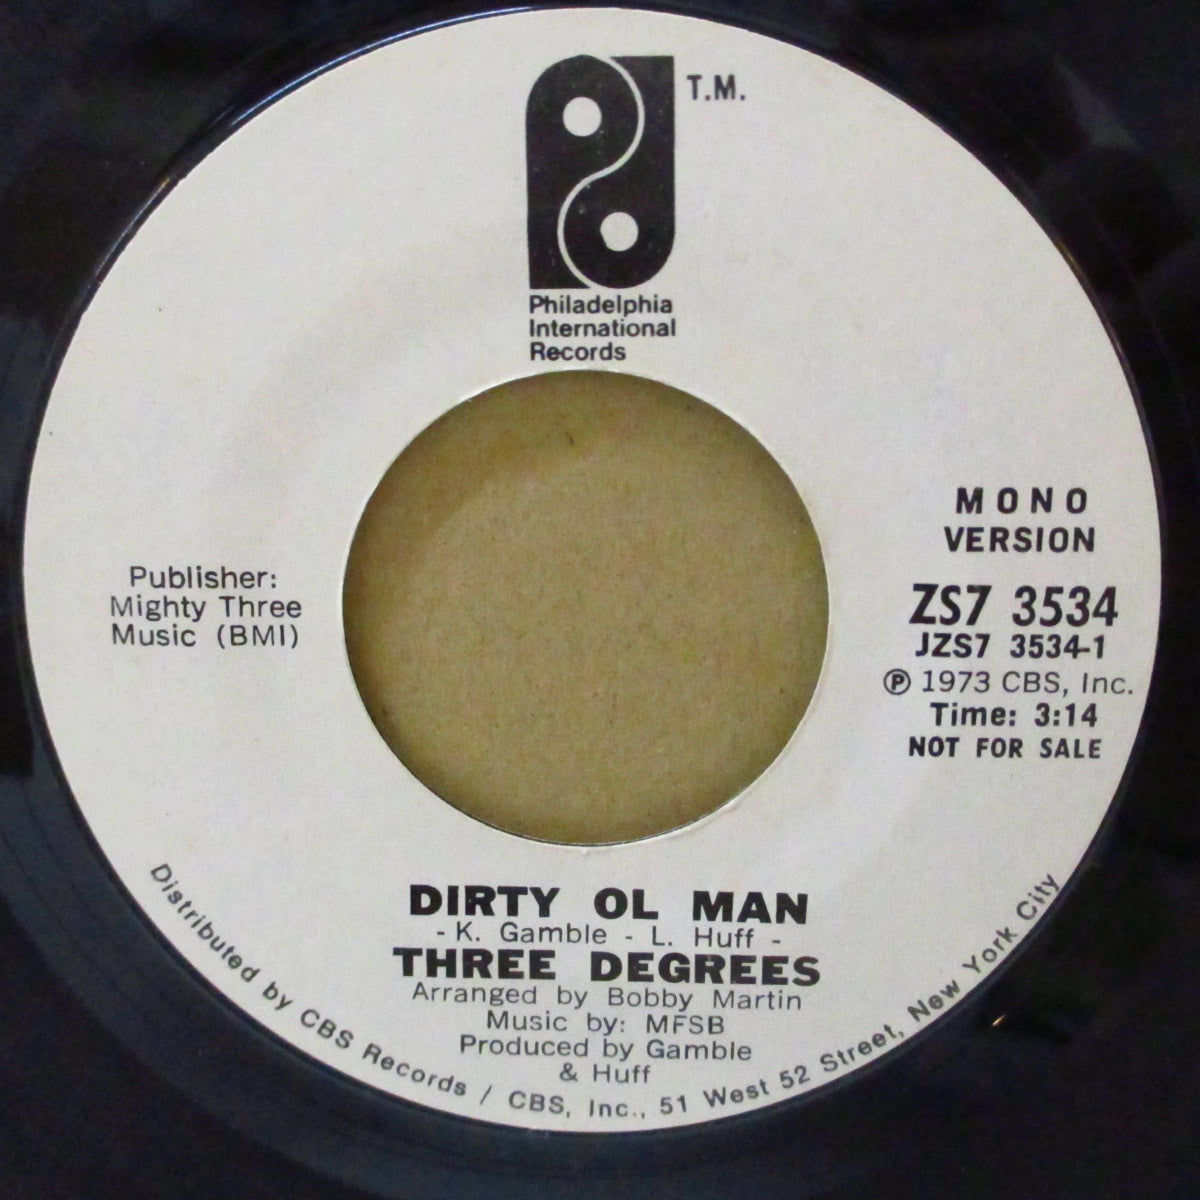 T.M.
Philadelphia
International
Records
MONO
VERSION
ZS7 3534
JZS7 3534-1
Ⓟ 1973 CBS, Inc.
Time: 3:14
NOT FOR SALE
Publisher:
Mighty Three
Music (BMI)
DIRTY OL MAN
- K. Gamble - L. Huff -
THREE DEGREES
Arranged by Bobby Martin
Music by: MFSB
Produced by Gamble
& Huff
Distributed by CBS Records / CBS, Inc., 51 West 52 Street, New York City